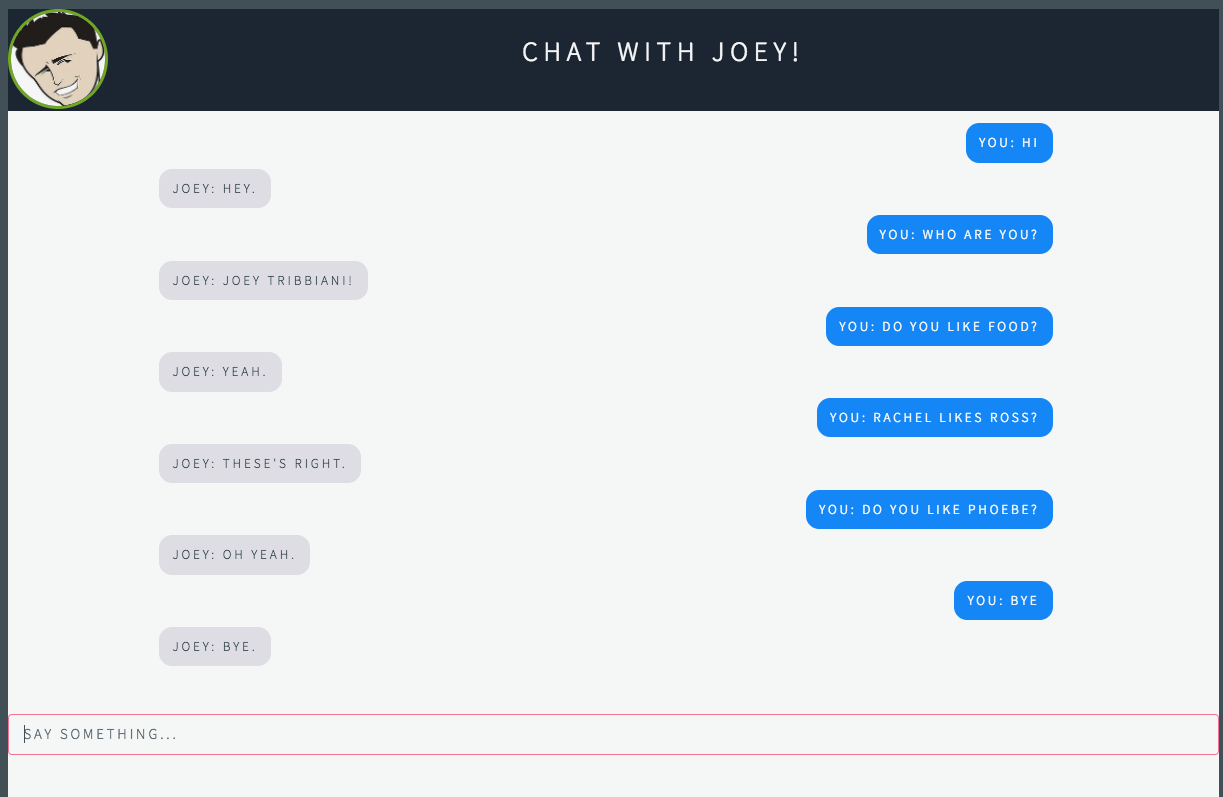 CHAT WITH JOEY!
YOU: HI
JOEY: HEY.
YOU: WHO ARE YOU?
JOEY: JOEY TRIBBIANI!
YOU: DO YOU LIKE FOOD?
JOEY: YEAH.
YOU: RACHEL LIKES ROSS?
JOEY: THESE'S RIGHT.
YOU: DO YOU LIKE PHOEBE?
JOEY: OH YEAH.
YOU: BYE
JOEY: BYE.
SAY SOMETHING...